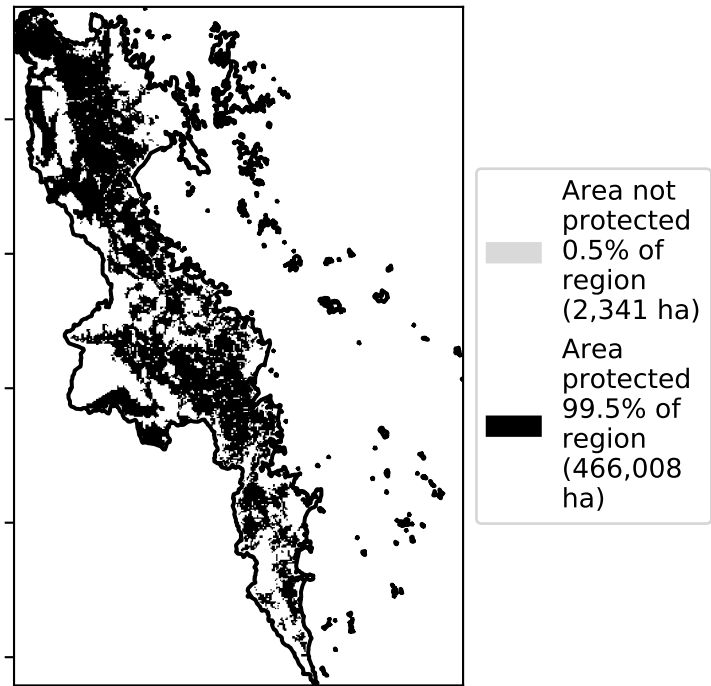 Area not
protected
0.5% of
region
(2,341 ha)
Area
protected
99.5% of
region
(466,008
ha)